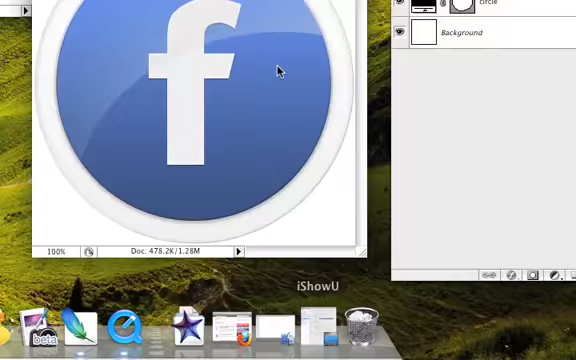 circle
f
Background
100%
Doc: 478.2K/1.28M
iShowU
beta